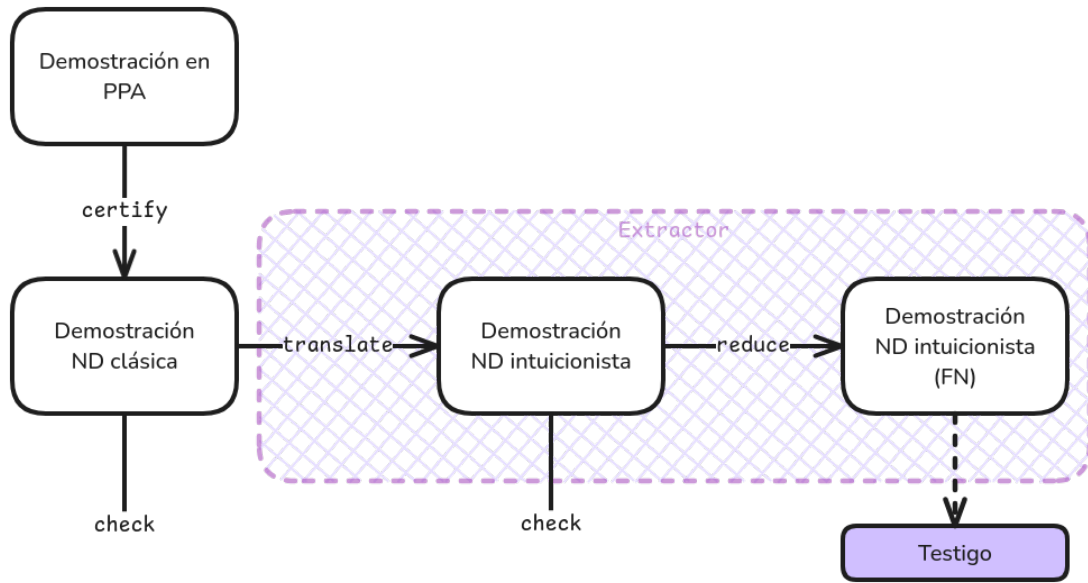 Demostración en
PPA
certify
Extractor
Demostración
ND clásica
translate
Demostración
ND intuicionista
reduce
Demostración
ND intuicionista
(FN)
check
check
Testigo